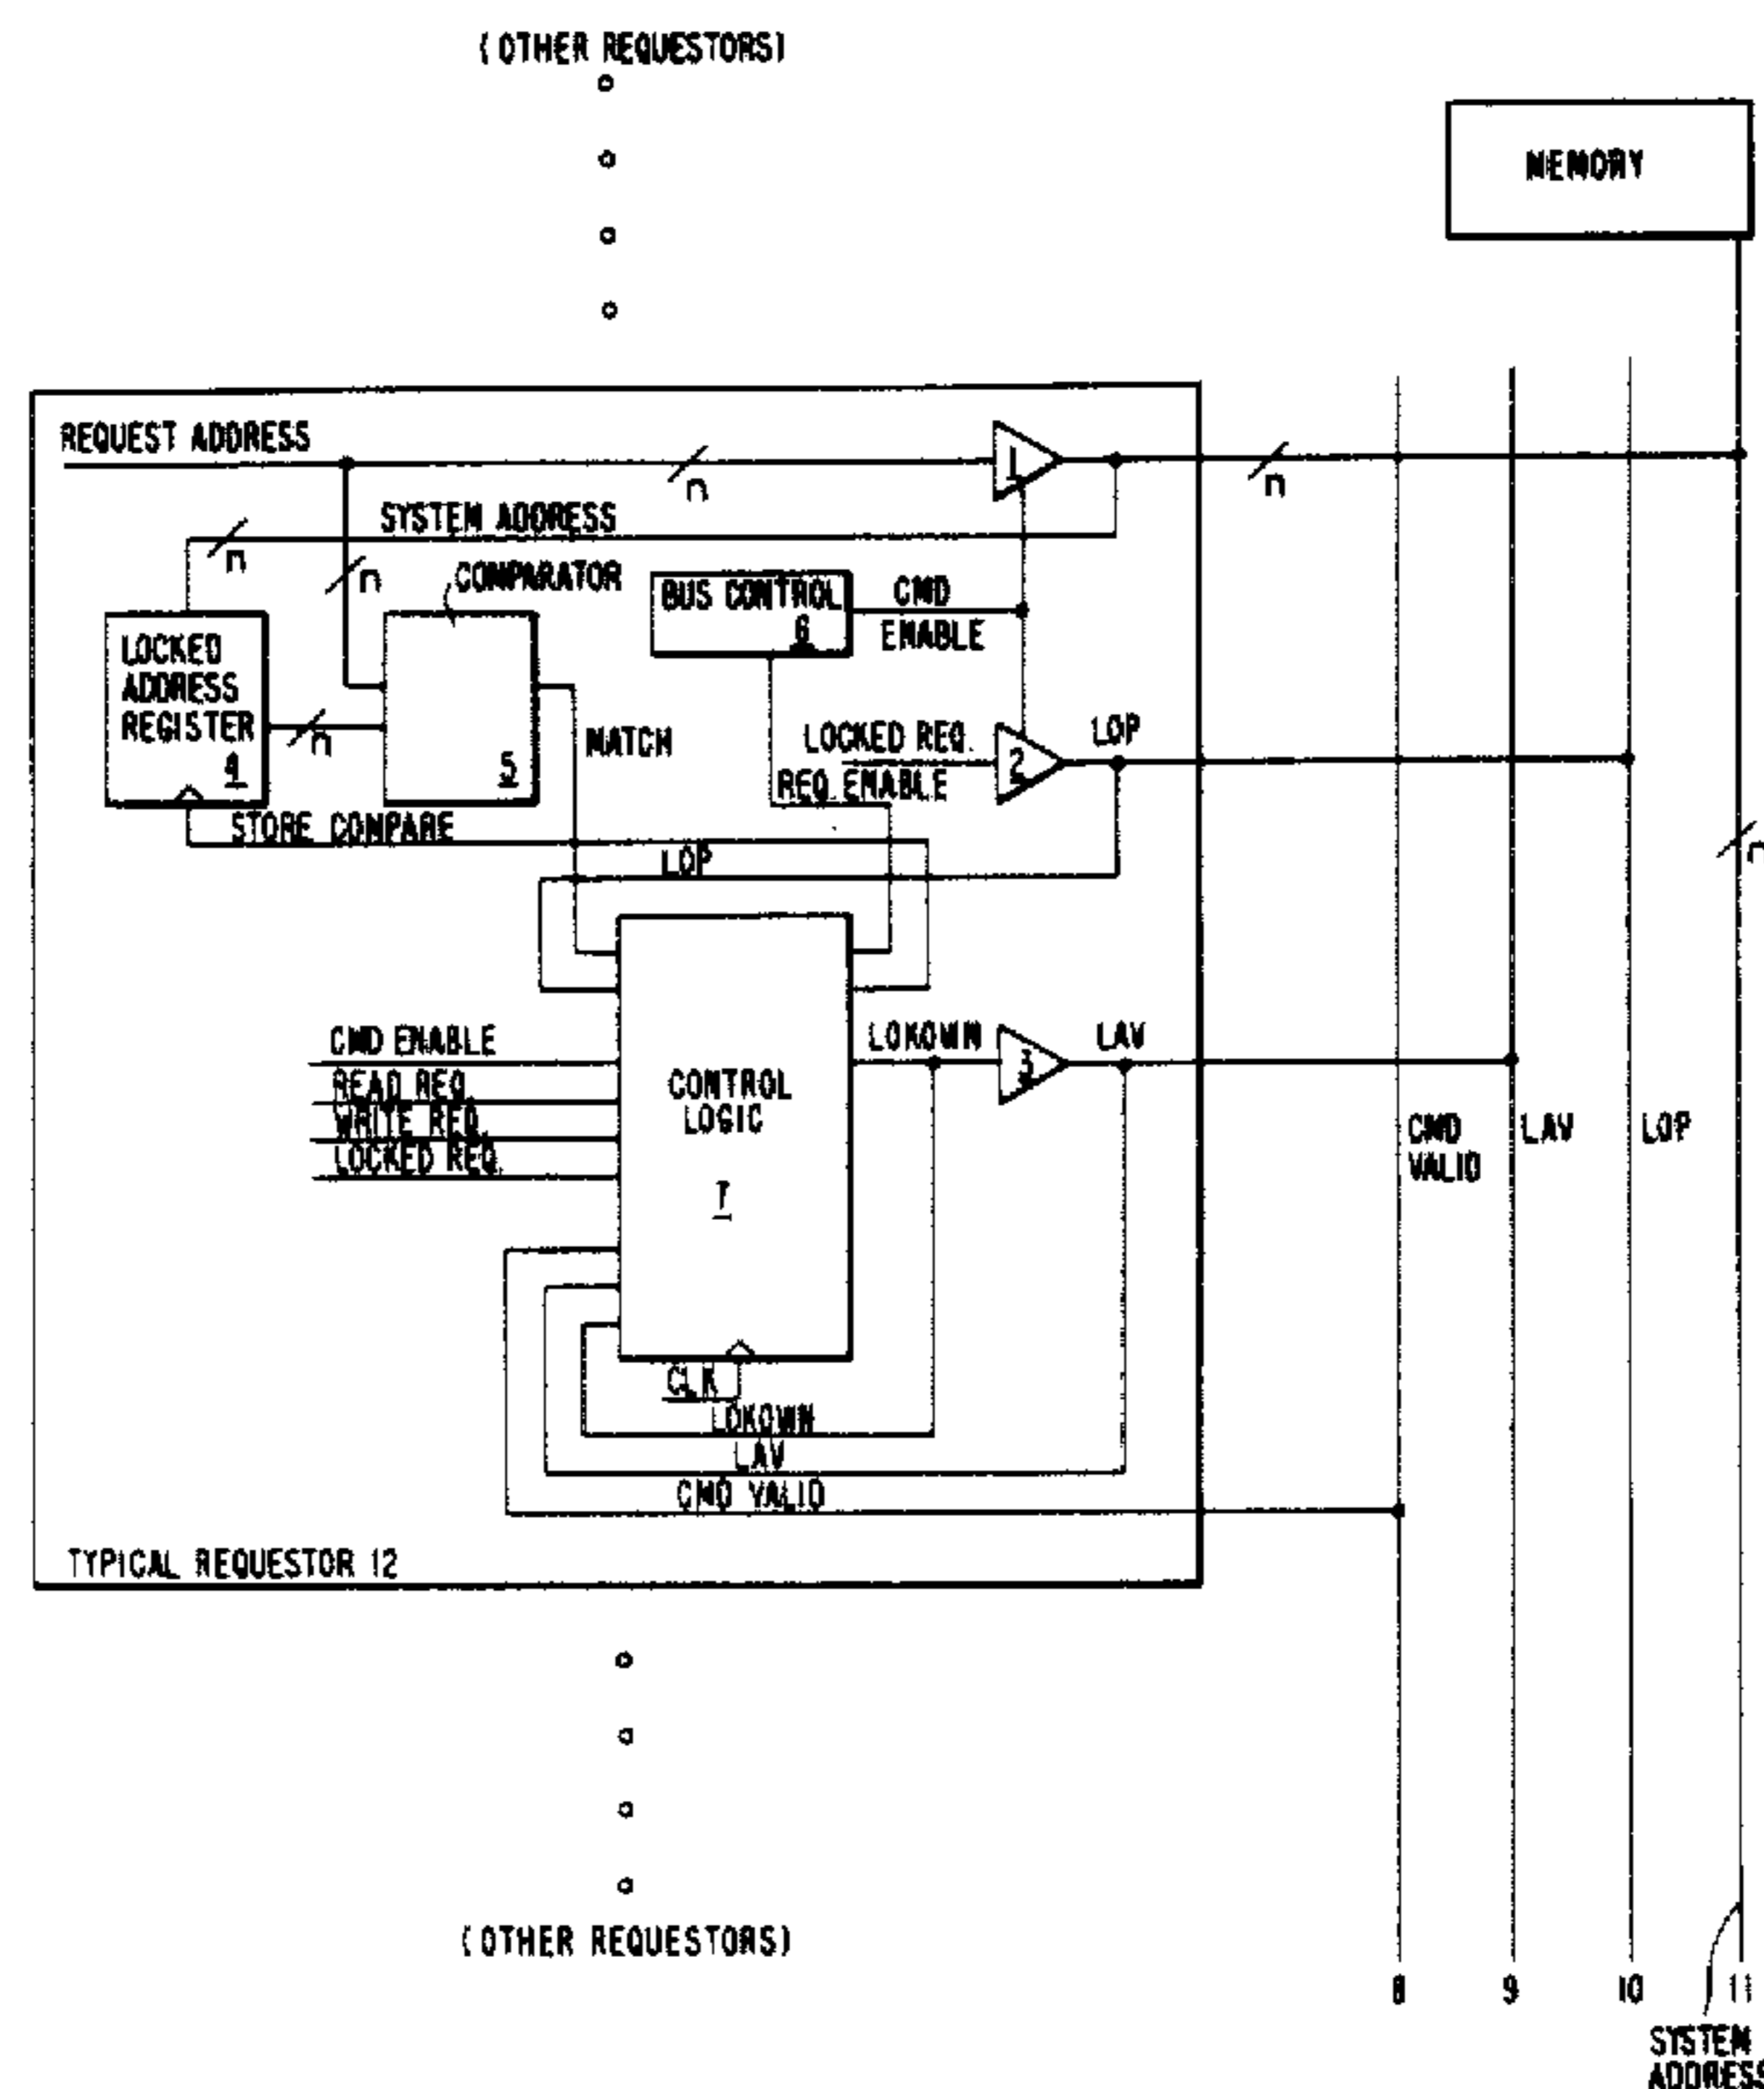 (OTHER REQUESTORS)
MEMORY
REQUEST ADDRESS
n
n
1
SYSTEM ADDRESS
n
n
COMPARATOR
BUS CONTROL
6
CMD
ENABLE
LOCKED
ADDRESS
REGISTER
4
n
5
MATCH
LOCKED REQ.
2
LOP
REQ. ENABLE
STORE COMPARE
LOP
n
CMD ENABLE
READ REQ.
WRITE REQ.
LOCKED REQ.
CONTROL
LOGIC
7
LOKOWN
3
LAV
CMD
VALID
LAV
LOP
CLK
LOKOWN
LAV
CMD VALID
TYPICAL REQUESTOR 12
(OTHER REQUESTORS)
8
9
10
11
SYSTEM
ADDRESS